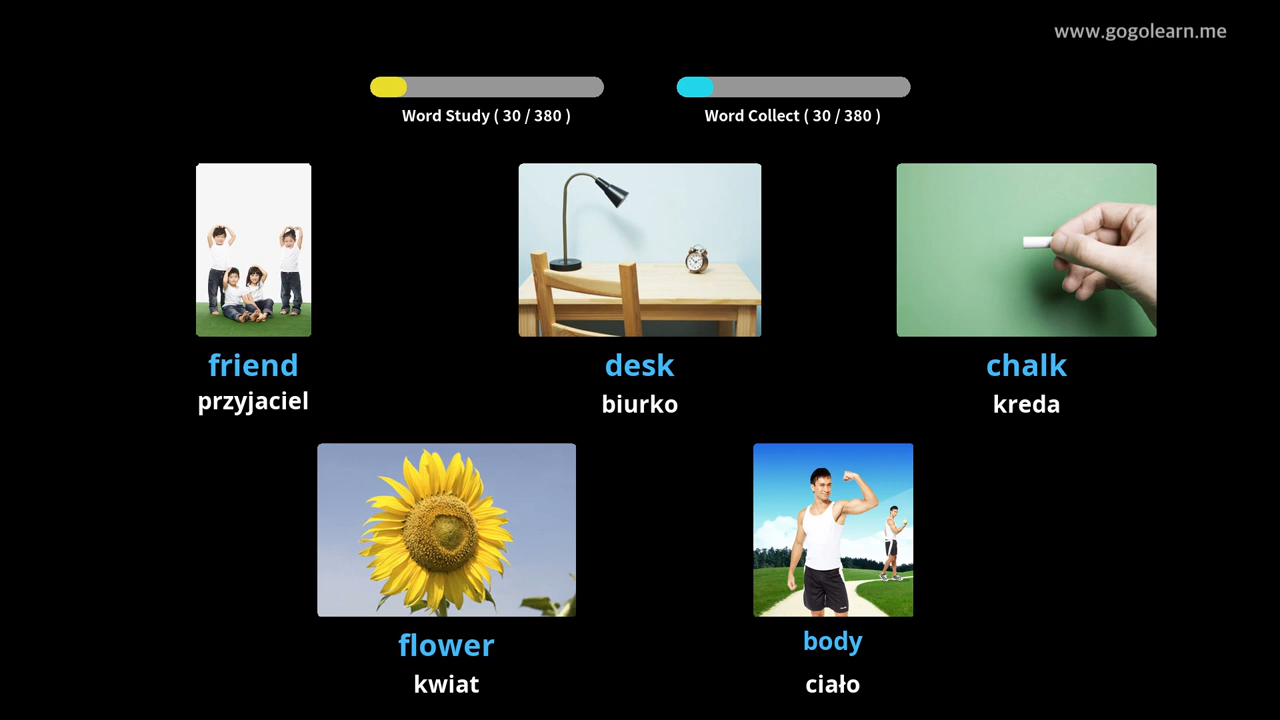 www.gogolearn.me
Word Study ( 30 / 380 )
Word Collect ( 30 / 380 )
friend
przyjaciel
desk
biurko
chalk
kreda
flower
kwiat
body
ciało